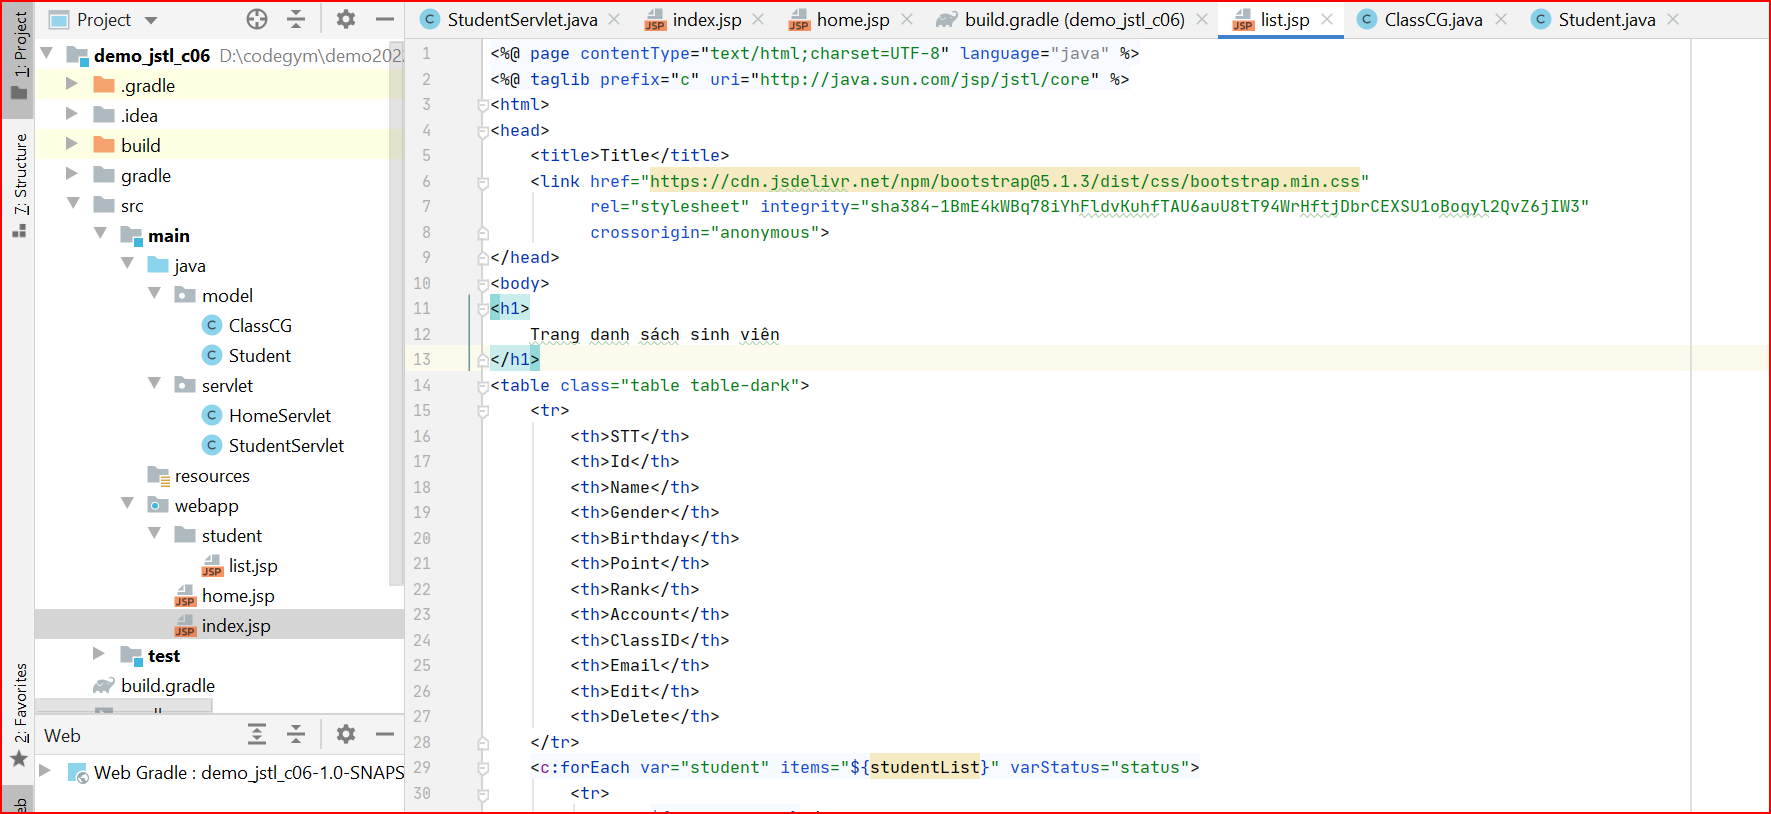 1: Project
7: Structure
2: Favorites
Project
demo_jstl_c06 D:\codegym\demo202
.gradle
.idea
build
gradle
src
main
java
model
ClassCG
Student
servlet
HomeServlet
StudentServlet
resources
webapp
student
list.jsp
home.jsp
index.jsp
test
build.gradle
Web
Web Gradle : demo_jstl_c06-1.0-SNAPS
StudentServlet.java index.jsp home.jsp build.gradle (demo_jstl_c06) list.jsp ClassCG.java Student.java
1 <%@ page contentType="text/html;charset=UTF-8" language="java" %>
2 <%@ taglib prefix="c" uri="http://java.sun.com/jsp/jstl/core" %>
3 <html>
4 <head>
5 <title>Title</title>
6 <link href="https://cdn.jsdelivr.net/npm/bootstrap@5.1.3/dist/css/bootstrap.min.css"
7 rel="stylesheet" integrity="sha384-1BmE4kWBq78iYhFldvKuhfTAU6auU8tT94WrHftjDbrCEXSU1oBoqyl2QvZ6jIW3"
8 crossorigin="anonymous">
9 </head>
10 <body>
11 <h1>
12 Trang danh sách sinh viên
13 </h1>
14 <table class="table table-dark">
15 <tr>
16 <th>STT</th>
17 <th>Id</th>
18 <th>Name</th>
19 <th>Gender</th>
20 <th>Birthday</th>
21 <th>Point</th>
22 <th>Rank</th>
23 <th>Account</th>
24 <th>ClassID</th>
25 <th>Email</th>
26 <th>Edit</th>
27 <th>Delete</th>
28 </tr>
29 <c:forEach var="student" items="${studentList}" varStatus="status">
30 <tr>